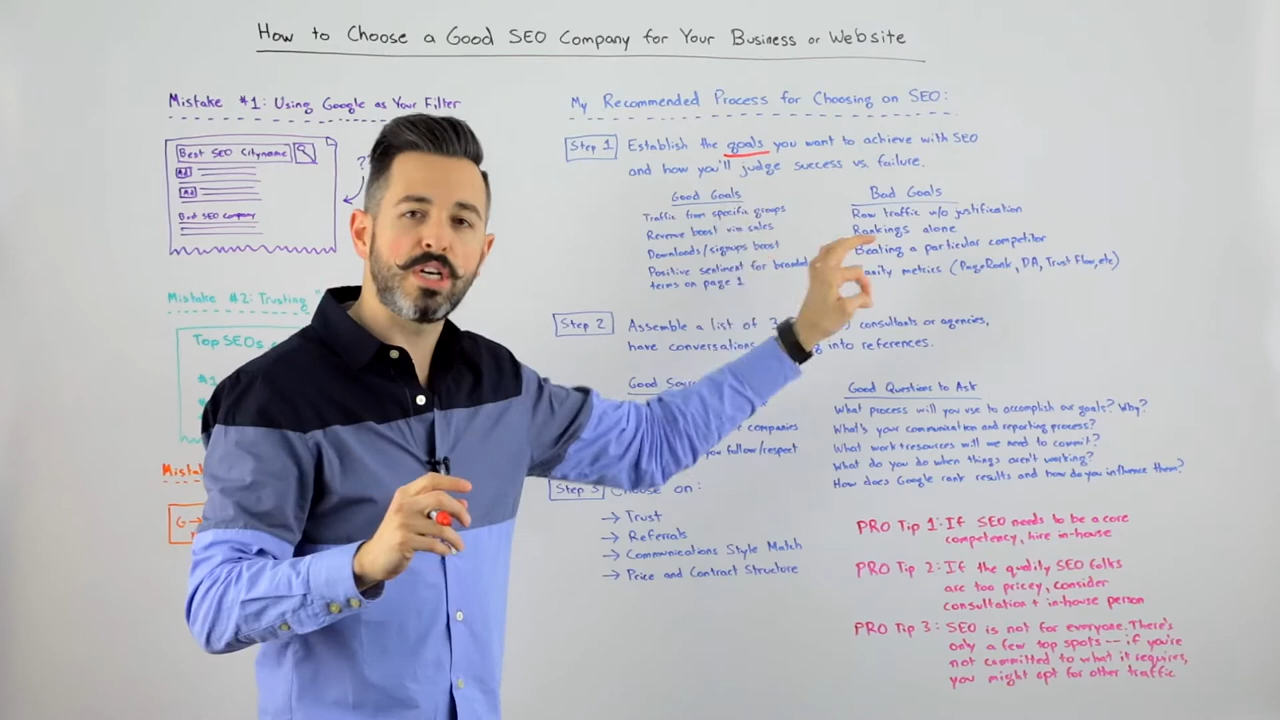 How to Choose a Good SEO Company for Your Business or Website
Mistake #1: Using Google as Your Filter
Best SEO Cityname
Ad
Ad
Best SEO Company
??
Mistake #2: Trusting
Top SEOs
#1
Mistak
G→
My Recommended Process for Choosing an SEO:
Step 1
Establish the goals you want to achieve with SEO
and how you'll judge success vs. failure.
Good Goals
Traffic from specific groups
Revenue boost via sales
Downloads/signups boost
Positive sentiment for branded
terms on page 1
Bad Goals
Raw traffic w/o justification
Rankings alone
Beating a particular competitor
anity metrics (PageRank, DA, Trust Flow, etc)
Step 2
Assemble a list of 3 consultants or agencies,
have conversations into references.
Good Sour
companies
you follow/respect
Good Questions to Ask
What process will you use to accomplish our goals? Why?
What's your communication and reporting process?
What work+resources will we need to commit?
What do you do when things aren't working?
How does Google rank results and how do you influence them?
Step 3
Choose on:
→ Trust
→ Referrals
→ Communications Style Match
→ Price and Contract Structure
PRO Tip 1: If SEO needs to be a core
competency, hire in-house
PRO Tip 2: If the quality SEO folks
are too pricey, consider
consultation + in-house person
PRO Tip 3: SEO is not for everyone. There's
only a few top spots -- if you're
not committed to what it requires,
you might opt for other traffic